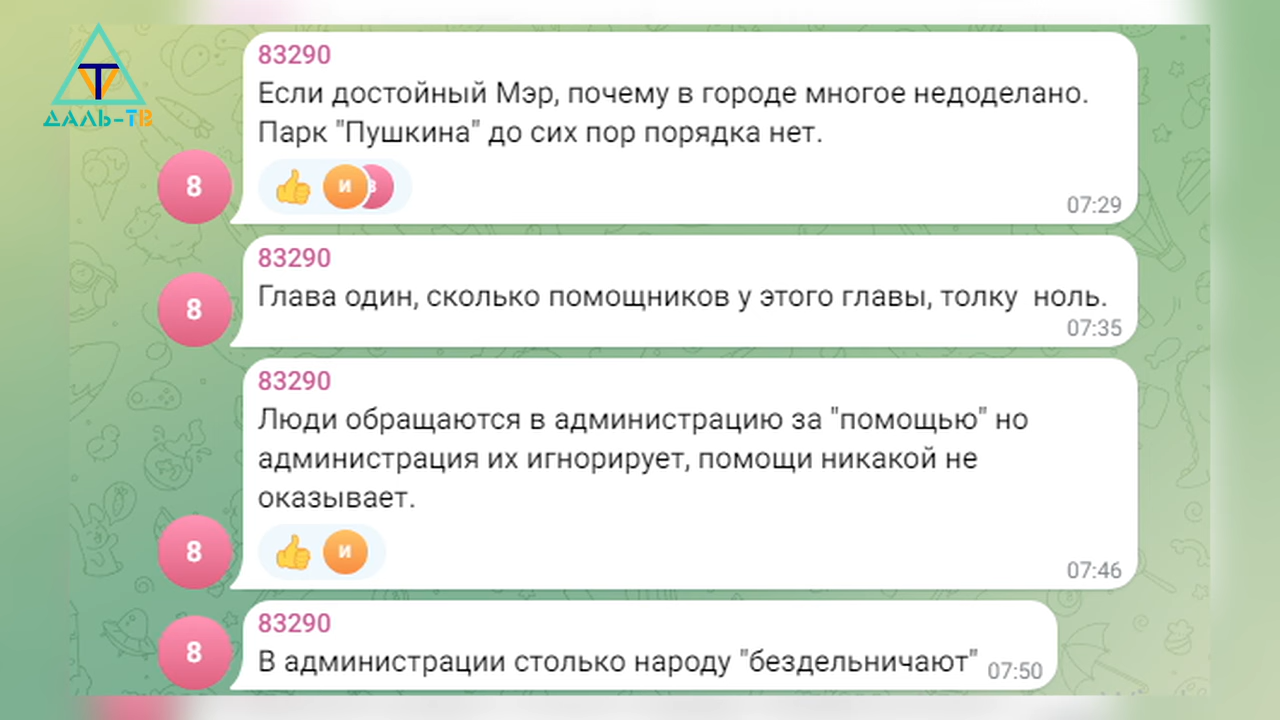 ДАЛЬ-ТВ
83290
Если достойный Мэр, почему в городе многое недоделано.
Парк "Пушкина" до сих пор порядка нет.
8
И
07:29
83290
Глава один, сколько помощников у этого главы, толку  ноль.
8
07:35
83290
Люди обращаются в администрацию за "помощью" но
администрация их игнорирует, помощи никакой не
оказывает.
8
И
07:46
83290
В администрации столько народу "бездельничают"
8
07:50